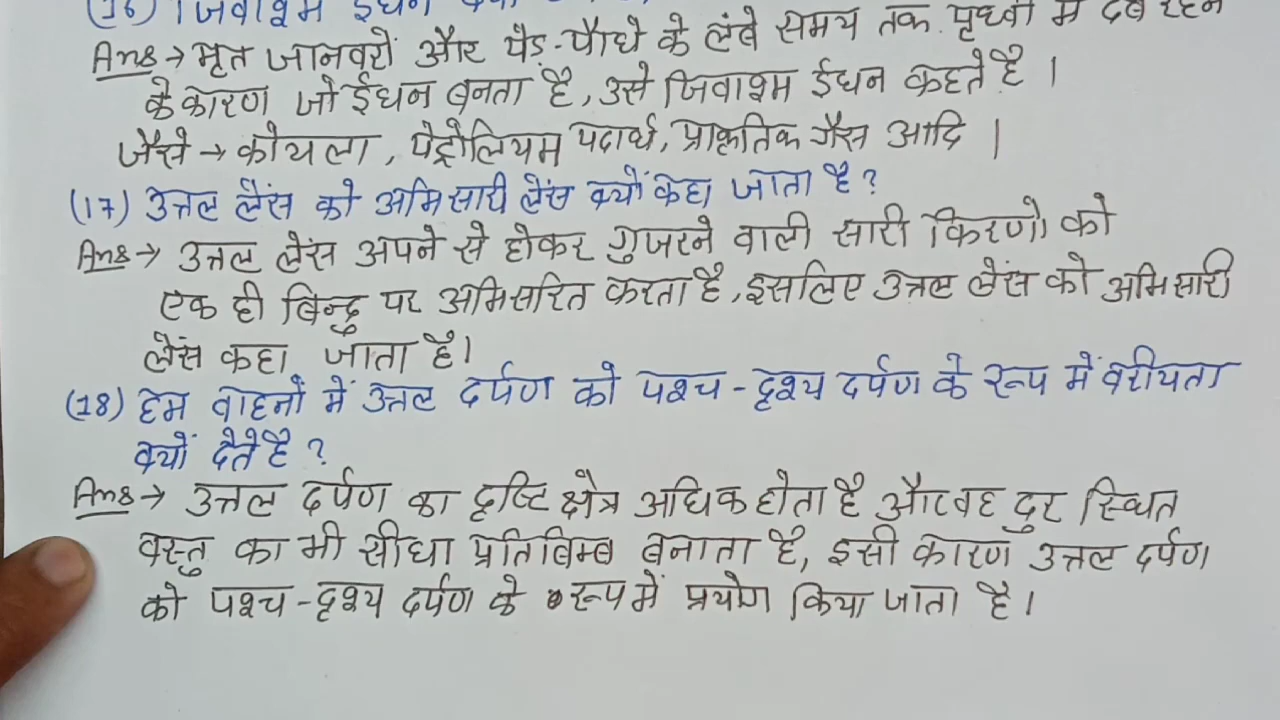 (16) जिवाश्म ईंधन क्या
Ans → मृत जानवरों और पेड़-पौधे के लंबे समय तक पृथ्वी में दबे रहने
के कारण जो ईंधन बनता है, उसे जिवाश्म ईंधन कहते है।
जैसे → कोयला, पेट्रोलियम पदार्थ, प्राकृतिक गैस आदि |
(17) उत्तल लेंस को अभिसारी लेंस क्यों कहा जाता है?
Ans → उत्तल लेंस अपने से होकर गुजरने वाली सारी किरणो को
एक ही बिन्दु पर अभिसरित करता है, इसलिए उत्तल लेंस को अभिसारी
लेंस कहा जाता है।
(18) हम वाहनों में उत्तल दर्पण को पश्च-दृश्य दर्पण के रूप में वरीयता
क्यों देते है?
Ans → उत्तल दर्पण का दृष्टि क्षेत्र अधिक होता है और वह दुर स्थित
वस्तु का भी सीधा प्रतिबिम्ब बनाता है, इसी कारण उत्तल दर्पण
को पश्च-दृश्य दर्पण के रूप में प्रयोग किया जाता है।